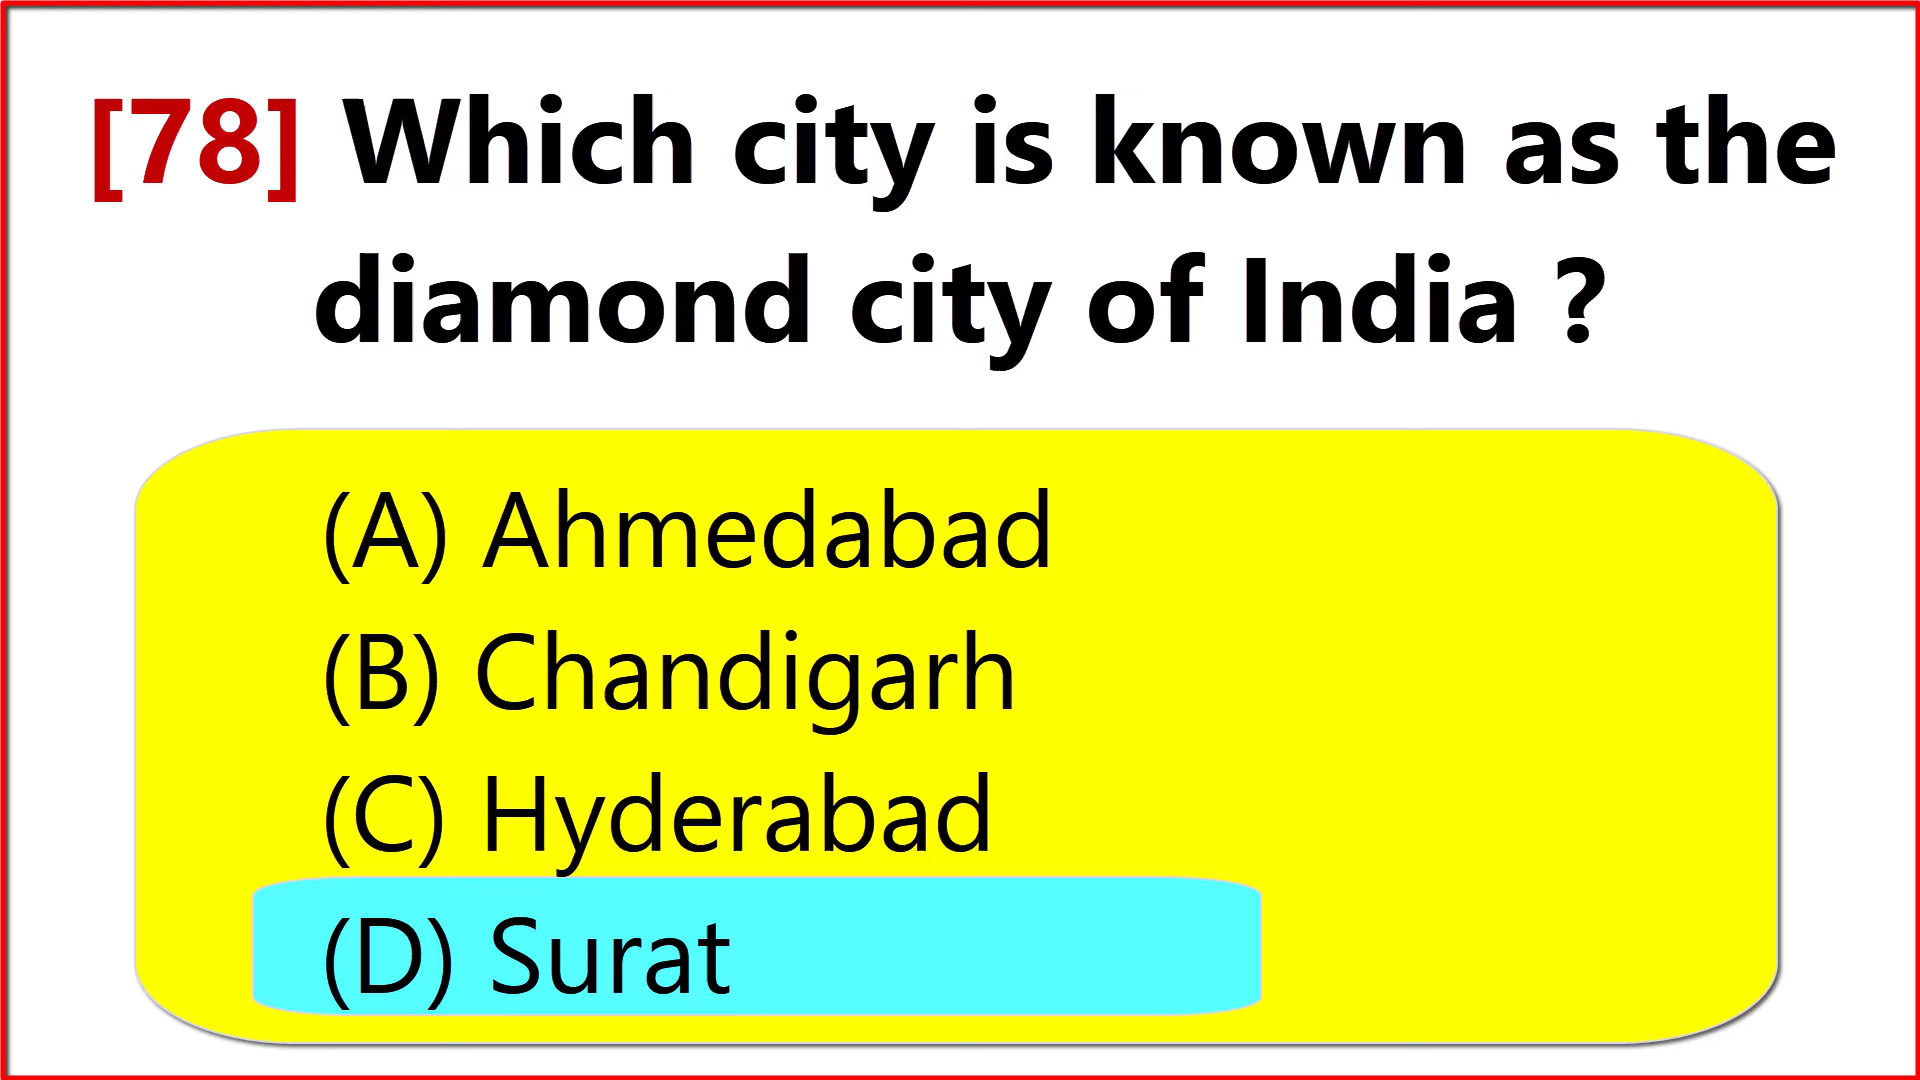 [78] Which city is known as the
diamond city of India ?
(A) Ahmedabad
(B) Chandigarh
(C) Hyderabad
(D) Surat